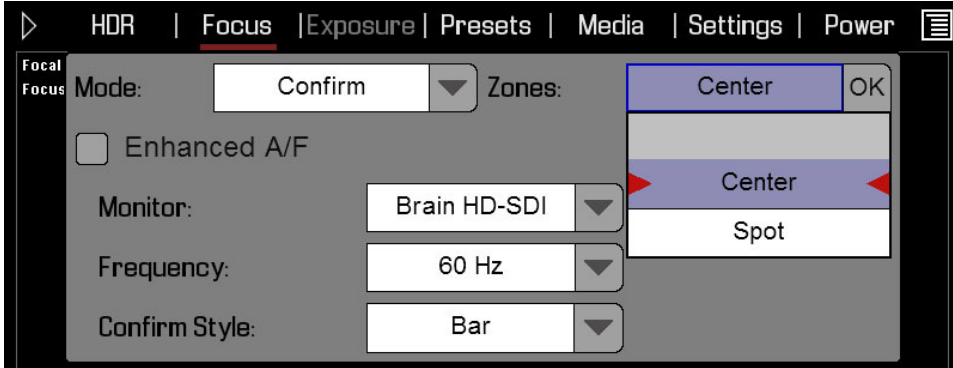 HDR | Focus | Exposure | Presets | Media | Settings | Power
Focal
Focus
Mode: Confirm Zones: Center OK
Enhanced A/F
Center
Monitor: Brain HD-SDI
Spot
Frequency: 60 Hz
Confirm Style: Bar